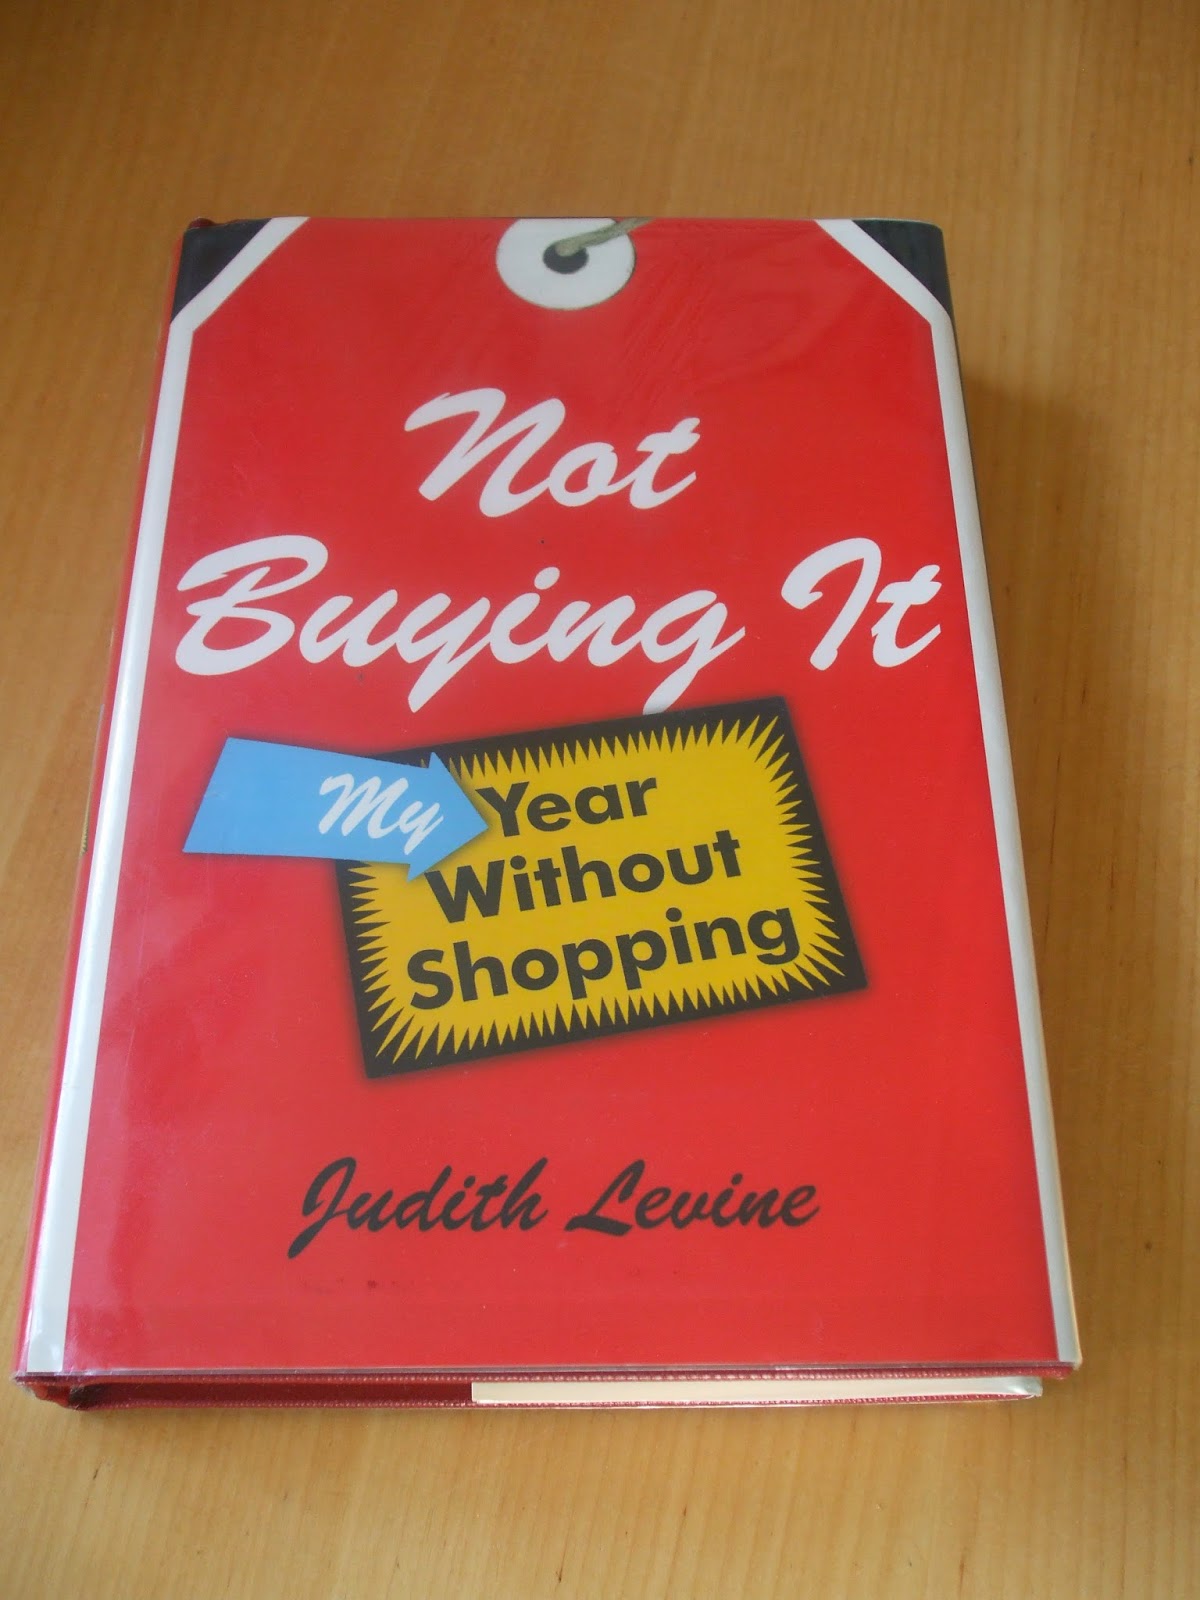 Not
Buying It
My
Year
Without
Shopping
Judith Levine